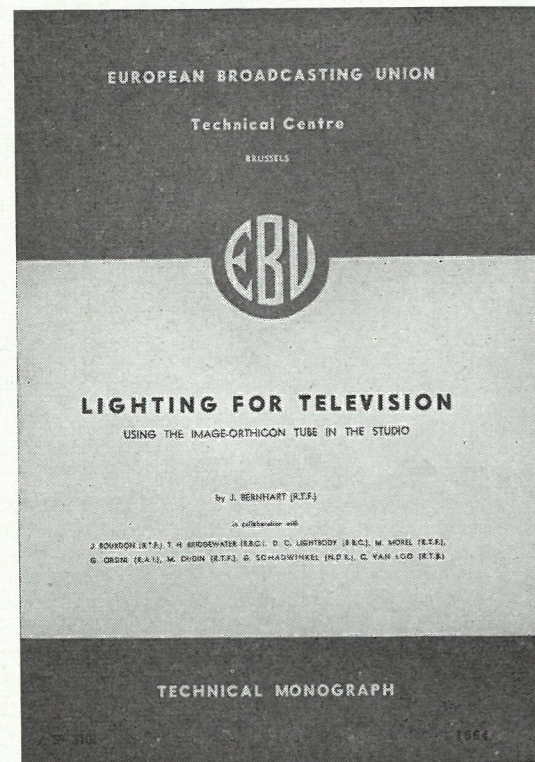 EUROPEAN BROADCASTING UNION
Technical Centre
BRUSSELS
EBU
LIGHTING FOR TELEVISION
USING THE IMAGE-ORTHICON TUBE IN THE STUDIO
by J. BERNHART (R.T.F.)
in collaboration with
J. BOURDON (R.T.F.) T. H. BRIDGEWATER (B.B.C.), D. C. LIGHTBODY (B.B.C.), M. MOREL (R.T.F.),
G. ORSINI (R.A.I.), M. OUDIN (R.T.F.), G. SCHADWINKEL (N.D.R.), C. VAN LOO (R.T.B.)
TECHNICAL MONOGRAPH